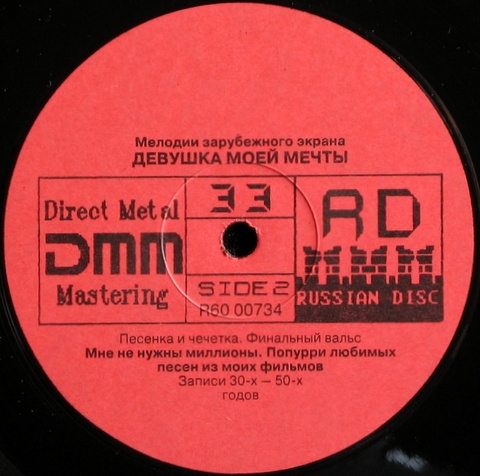 Мелодии зарубежного экрана
ДЕВУШКА МОЕЙ МЕЧТЫ
Direct Metal
DMM
Mastering
33
SIDE 2
R60 00734
RD
RUSSIAN DISC
Песенка и чечетка. Финальный вальс
Мне не нужны миллионы. Попурри любимых
песен из моих фильмов
Записи 30-х — 50-х
годов